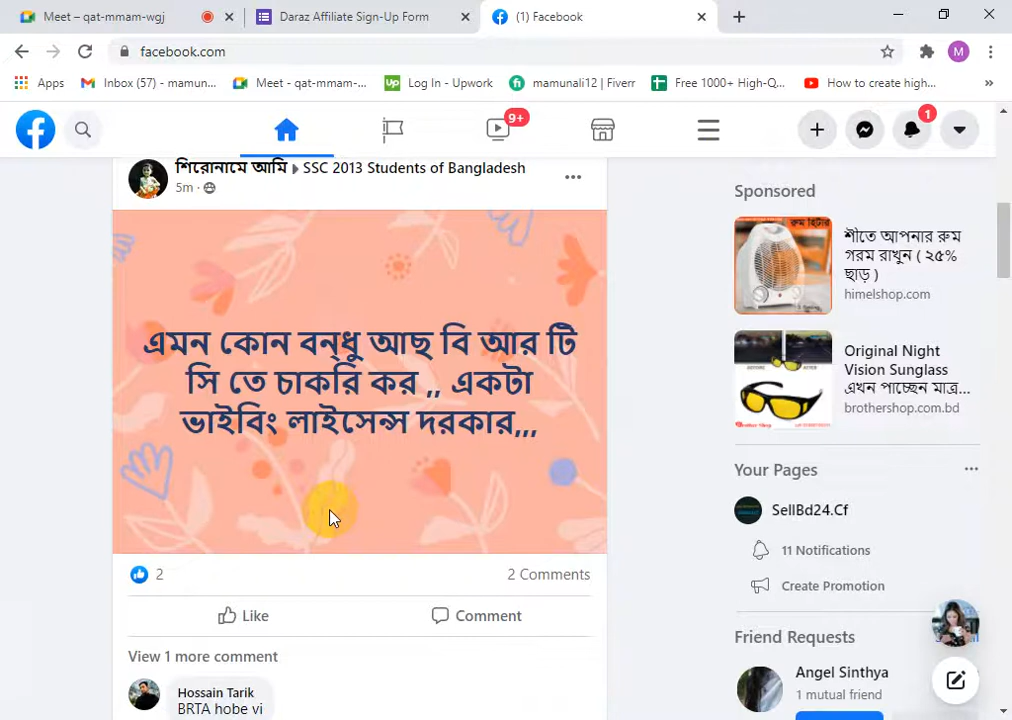 Meet – qat-mmam-wgj
Daraz Affiliate Sign-Up Form
(1) Facebook
facebook.com
M
Apps
Inbox (57) - mamun...
Meet - qat-mmam-...
Log In - Upwork
mamunali12 | Fiverr
Free 1000+ High-Q...
How to create high...
9+
1
শিরোনামে আমি ▸ SSC 2013 Students of Bangladesh
5m
এমন কোন বন্ধু আছ বি আর টি
সি তে চাকরি কর ,, একটা
ভাইবিং লাইসেন্স দরকার,,,
2
2 Comments
Like
Comment
View 1 more comment
Hossain Tarik
BRTA hobe vi
Sponsored
রুম হিটার
শীতে আপনার রুম
গরম রাখুন ( ২৫%
ছাড় )
himelshop.com
Original Night
Vision Sunglass
এখন পাচ্ছেন মাত্র...
brothershop.com.bd
Your Pages
SellBd24.Cf
11 Notifications
Create Promotion
Friend Requests
Angel Sinthya
1 mutual friend